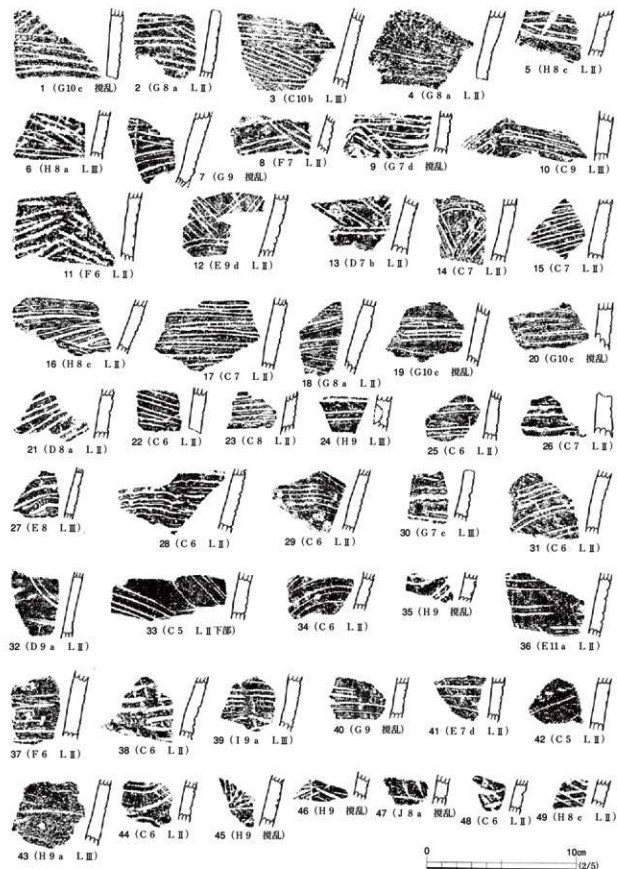 1 (G10c 撹乱) 2 (G8a LⅡ) 3 (C10b LⅢ) 4 (G8a LⅡ) 5 (H8c LⅡ)
6 (H8a LⅢ) 7 (G9 撹乱) 8 (F7 LⅡ) 9 (G7d 撹乱) 10 (C9 LⅢ)
11 (F6 LⅡ) 12 (E9d LⅡ) 13 (D7b LⅡ) 14 (C7 LⅡ) 15 (C7 LⅡ)
16 (H8c LⅡ) 17 (C7 LⅡ) 18 (G8a LⅡ) 19 (G10c 撹乱) 20 (G10c 撹乱)
21 (D8a LⅡ) 22 (C6 LⅡ) 23 (C8 LⅡ) 24 (H9 LⅢ) 25 (C6 LⅡ) 26 (C7 LⅡ)
27 (E8 LⅢ) 28 (C6 LⅡ) 29 (C6 LⅡ) 30 (G7c LⅢ) 31 (C6 LⅡ)
32 (D9a LⅡ) 33 (C5 LⅡ下部) 34 (C6 LⅡ) 35 (H9 撹乱) 36 (E11a LⅡ)
37 (F6 LⅡ) 38 (C6 LⅡ) 39 (I9a LⅢ) 40 (G9 撹乱) 41 (E7d LⅡ) 42 (C5 LⅡ)
43 (H9a LⅢ) 44 (C6 LⅡ) 45 (H9 撹乱) 46 (H9 撹乱) 47 (J8a 撹乱) 48 (C6 LⅡ) 49 (H8c LⅡ)
0 10cm
(2/5)